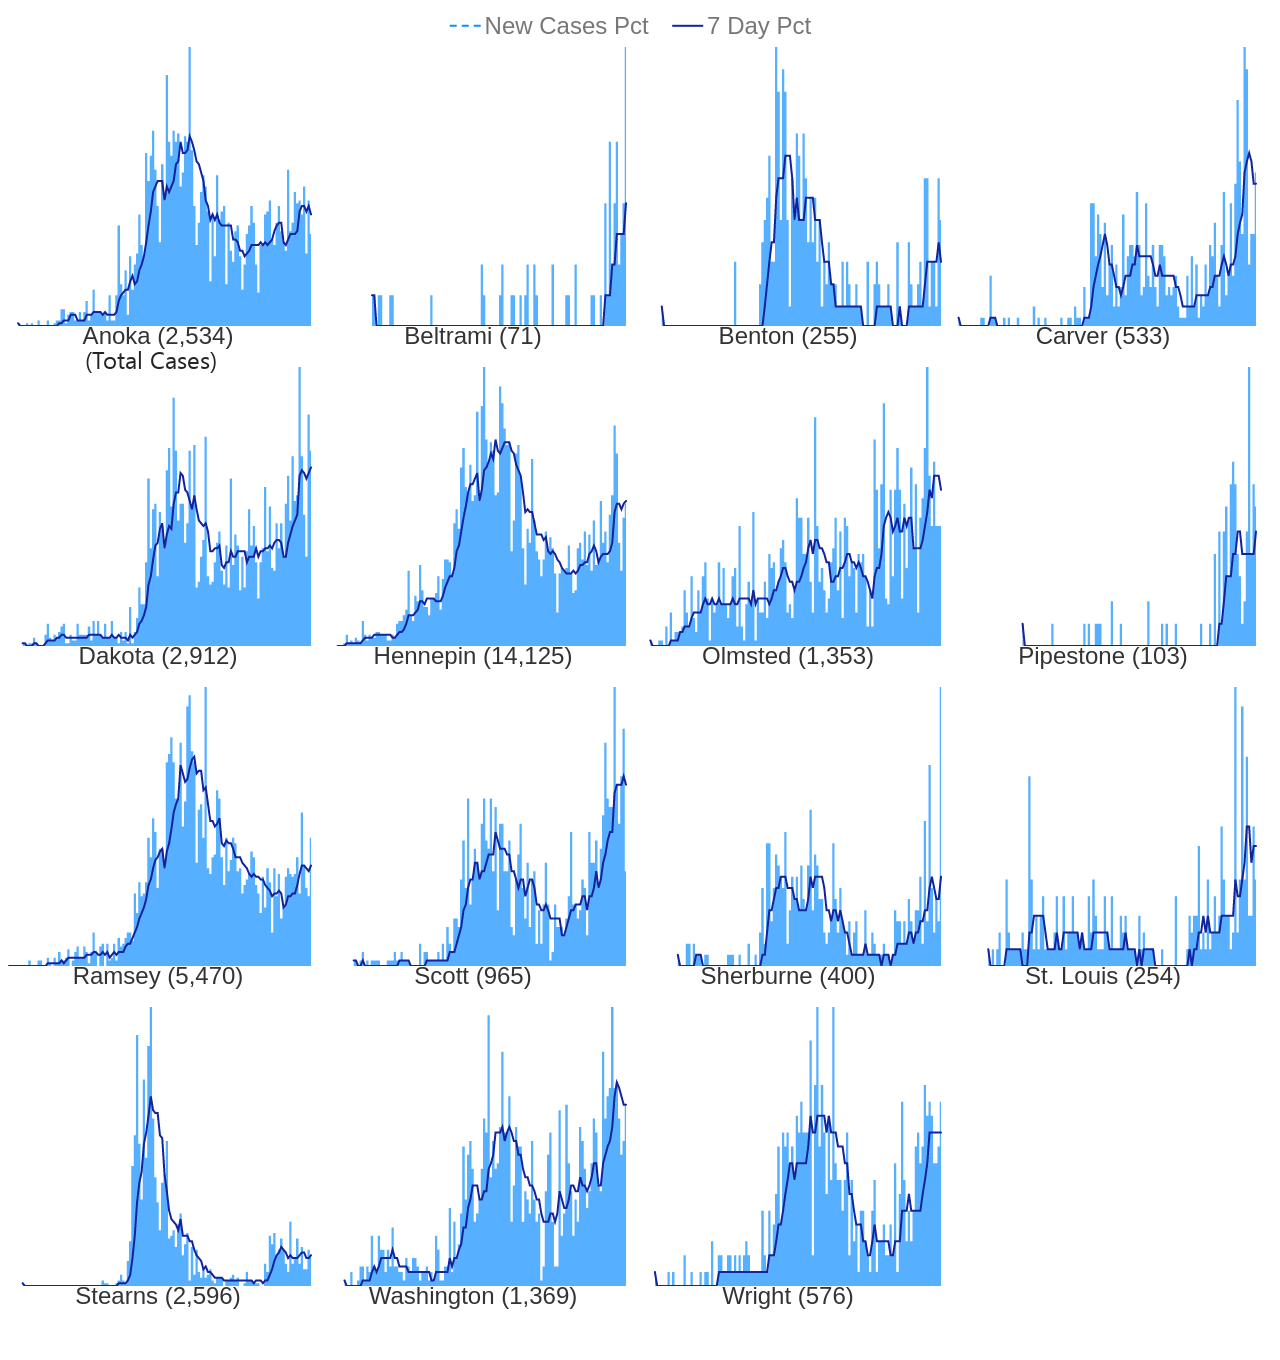 New Cases Pct 7 Day Pct
Anoka (2,534) Beltrami (71) Benton (255) Carver (533)
(Total Cases)
Dakota (2,912) Hennepin (14,125) Olmsted (1,353) Pipestone (103)
Ramsey (5,470) Scott (965) Sherburne (400) St. Louis (254)
Stearns (2,596) Washington (1,369) Wright (576)